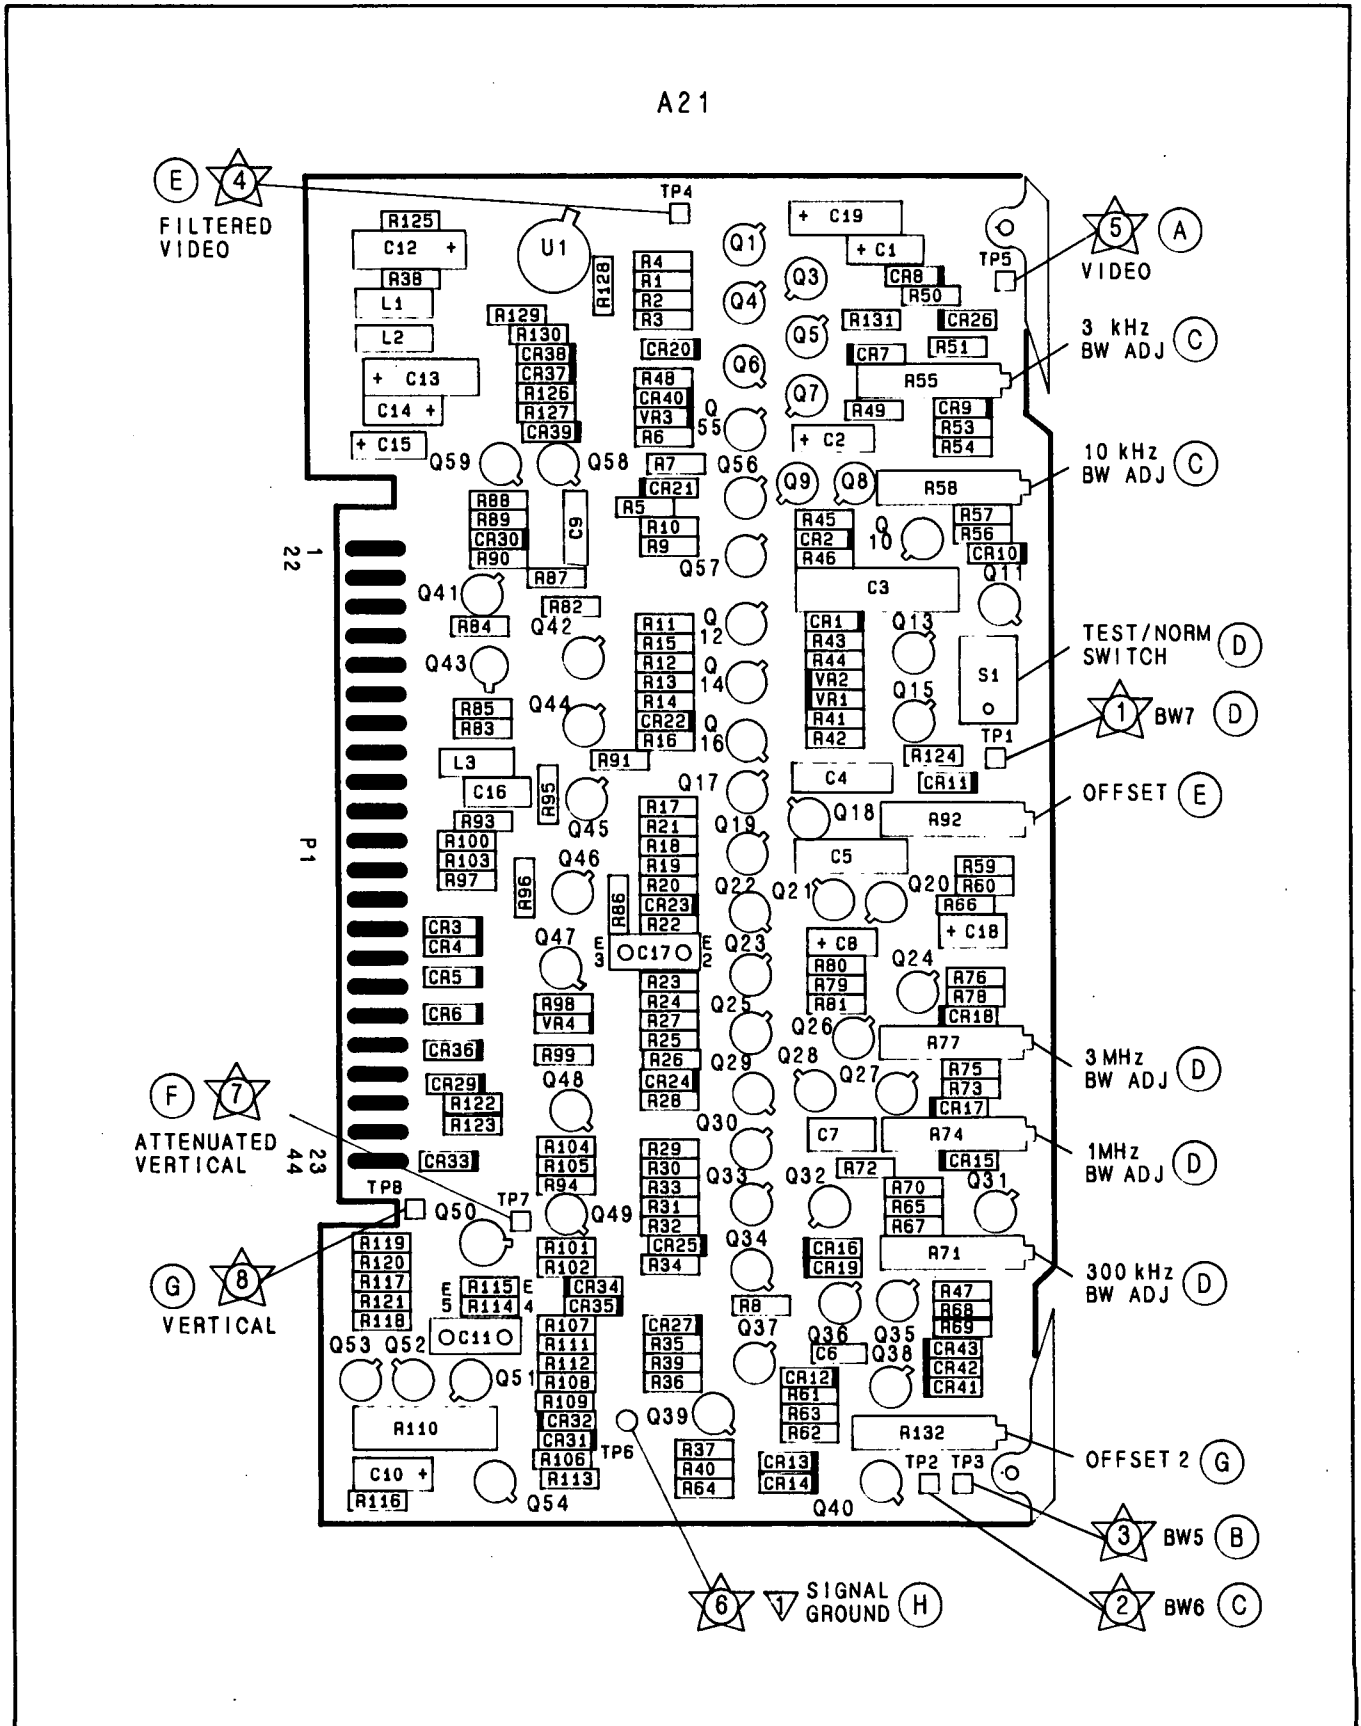 A21
E 4
FILTERED
VIDEO
TP4
5 A
VIDEO
TP5
R125
C12 +
R38
L1
L2
+ C13
C14 +
+ C15
U1
R128
R129
R130
CR38
CR37
R126
R127
CR39
Q59
Q58
R4
R1
R2
R3
CR20
R48
CR40
VR3
R6
R7
CR21
R5
R10
R9
Q1
Q4
Q6
Q
55
Q56
Q57
+ C19
+ C1
Q3
Q5
Q7
CR8
R50
R131
CR26
CR7
R51
R55
R49
CR9
R53
R54
+ C2
Q9
Q8
R58
3 kHz
BW ADJ C
10 kHz
BW ADJ C
R45
CR2
R46
Q
10
R57
R56
CR10
Q11
C3
R88
R89
CR30
R90
C9
R87
R82
1
22
Q41
R84
Q42
Q43
R85
R83
Q44
R11
R15
R12
R13
R14
CR22
R16
R91
Q
12
Q
14
Q
16
CR1
R43
R44
VR2
VR1
R41
R42
Q13
Q15
S1
TEST/NORM
SWITCH D
1 BW7 D
TP1
R124
CR11
L3
C16
R95
Q45
Q17
C4
R93
R100
R103
R97
P1
R96
Q46
R86
R17
R21
R18
R19
R20
CR23
R22
Q19
Q18
R92
OFFSET E
C5
Q22
Q21
Q20
R59
R60
R66
+ C18
CR3
CR4
CR5
CR6
CR36
Q47
E
3
C17
E
2
Q23
+ C8
R80
R79
R81
Q24
R76
R78
CR18
R98
VR4
R99
R23
R24
R27
R25
R26
CR24
R28
Q25
Q26
R77
3 MHz
BW ADJ D
Q29
Q28
Q27
R75
R73
CR17
F 7
ATTENUATED
VERTICAL
CR29
R122
R123
Q48
Q30
C7
R74
1 MHz
BW ADJ D
23
44
CR33
R104
R105
R94
R29
R30
R33
R31
R32
CR25
R34
Q33
Q32
R72
CR15
R70
R65
R67
Q31
TP8
Q50
TP7
Q49
R101
R102
Q34
CR16
CR19
R71
300 kHz
BW ADJ D
G 8
VERTICAL
R119
R120
R117
R121
R118
E
5
R115
R114
E
4
CR34
CR35
R8
R47
R68
R69
Q53
Q52
C11
Q51
R107
R111
R112
R108
R109
CR32
CR31
R106
R113
CR27
R35
R39
R36
Q37
Q36
Q35
C6
Q38
CR43
CR42
CR41
CR12
R61
R63
R62
R110
C10 +
R116
Q54
TP6
Q39
R37
R40
R64
CR13
CR14
Q40
R132
TP2
TP3
OFFSET 2 G
3 BW5 B
2 BW6 C
6 1 SIGNAL
GROUND H